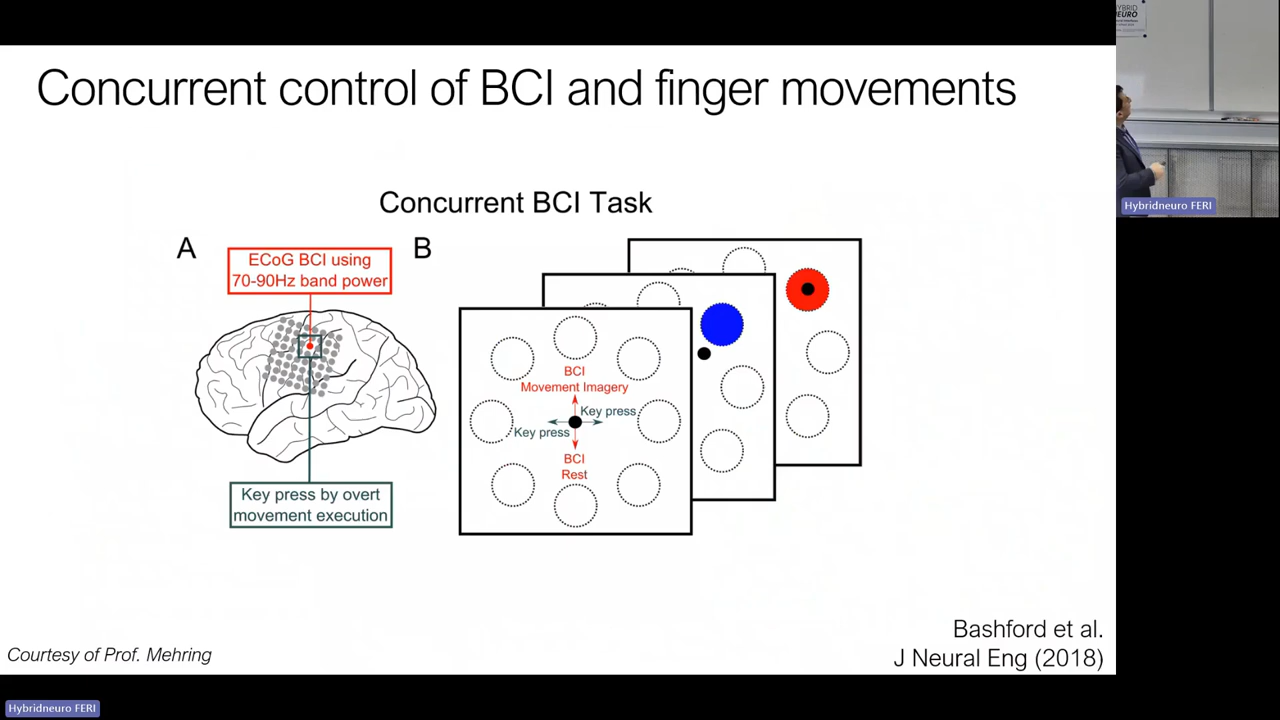 Concurrent control of BCI and finger movements
Concurrent BCI Task
A
ECoG BCI using
70-90Hz band power
Key press by overt
movement execution
B
BCI
Movement Imagery
Key press
Key press
BCI
Rest
Bashford et al.
J Neural Eng (2018)
Courtesy of Prof. Mehring
Hybridneuro FERI
HYBRID
NEURO
Hybridneuro FERI